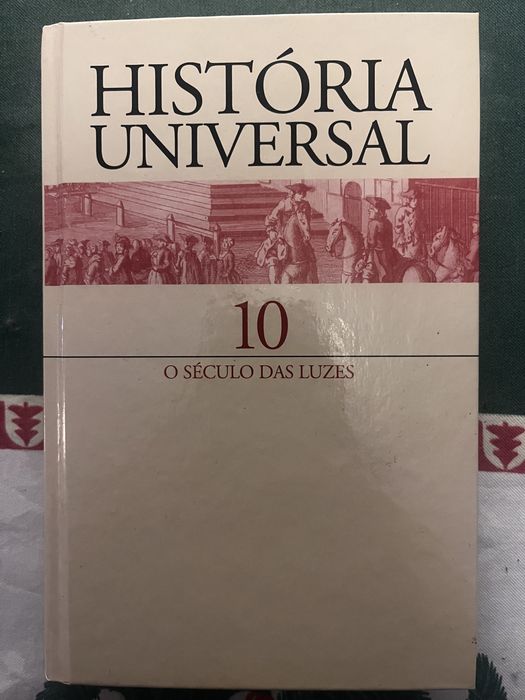 HISTÓRIA
UNIVERSAL
10
O SÉCULO DAS LUZES